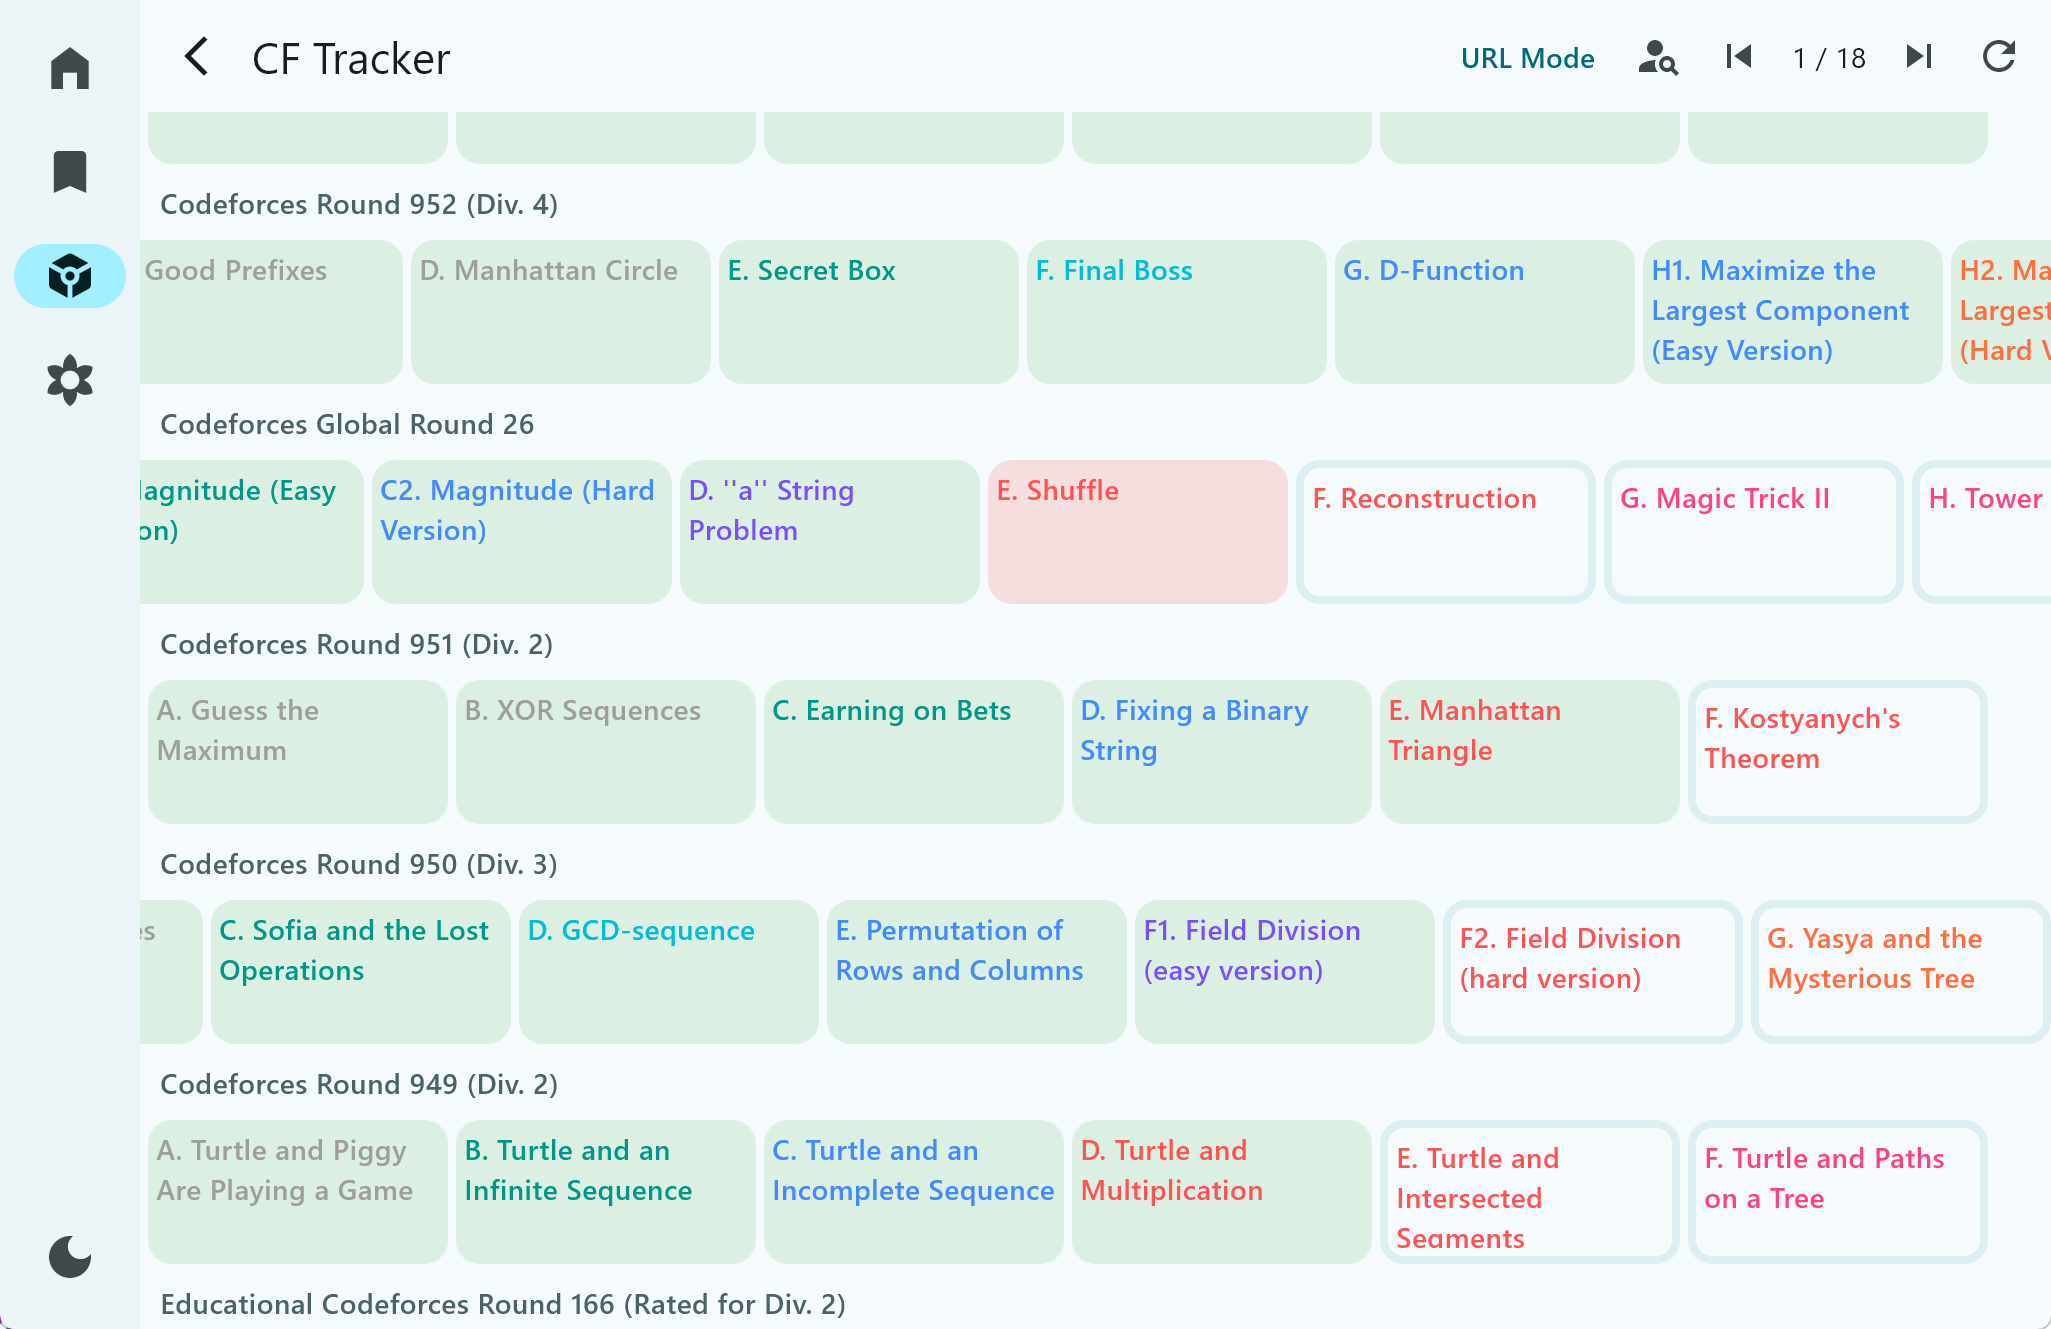 CF Tracker
URL Mode
1 / 18
Codeforces Round 952 (Div. 4)
Good Prefixes
D. Manhattan Circle
E. Secret Box
F. Final Boss
G. D-Function
H1. Maximize the
Largest Component
(Easy Version)
H2. Ma
Largest
(Hard V
Codeforces Global Round 26
agnitude (Easy
on)
C2. Magnitude (Hard
Version)
D. ''a'' String
Problem
E. Shuffle
F. Reconstruction
G. Magic Trick II
H. Tower
Codeforces Round 951 (Div. 2)
A. Guess the
Maximum
B. XOR Sequences
C. Earning on Bets
D. Fixing a Binary
String
E. Manhattan
Triangle
F. Kostyanych's
Theorem
Codeforces Round 950 (Div. 3)
es
C. Sofia and the Lost
Operations
D. GCD-sequence
E. Permutation of
Rows and Columns
F1. Field Division
(easy version)
F2. Field Division
(hard version)
G. Yasya and the
Mysterious Tree
Codeforces Round 949 (Div. 2)
A. Turtle and Piggy
Are Playing a Game
B. Turtle and an
Infinite Sequence
C. Turtle and an
Incomplete Sequence
D. Turtle and
Multiplication
E. Turtle and
Intersected
Segments
F. Turtle and Paths
on a Tree
Educational Codeforces Round 166 (Rated for Div. 2)